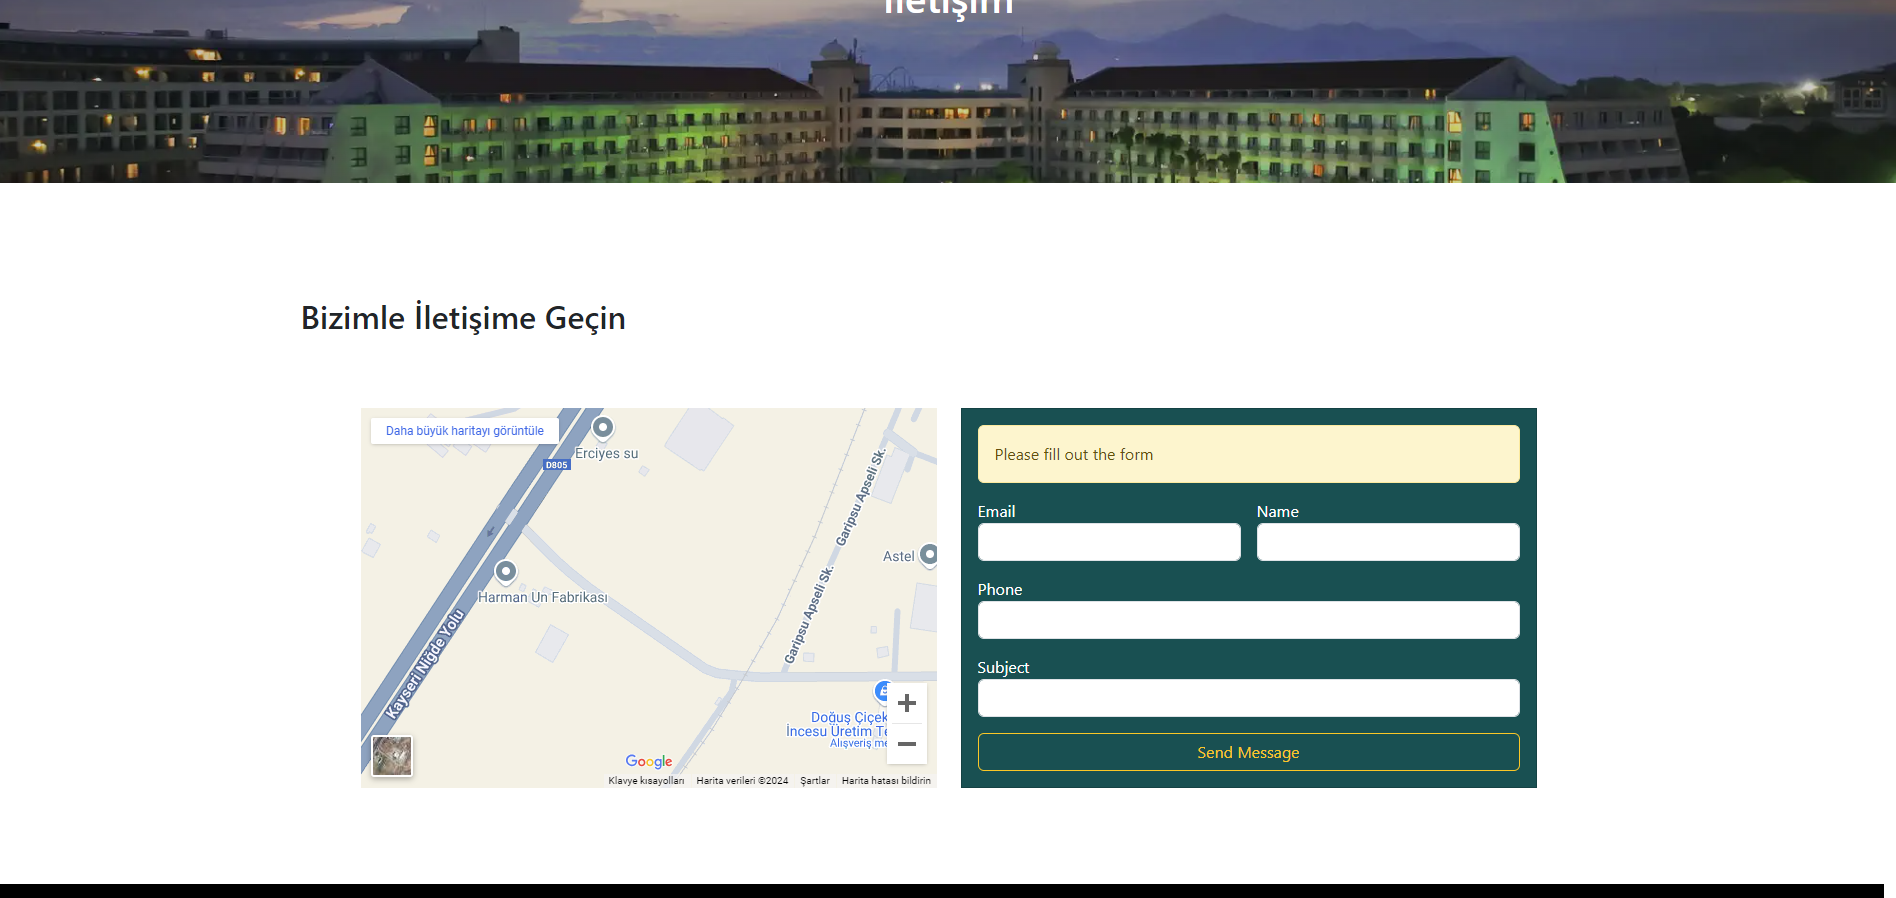 İletişim
Bizimle İletişime Geçin
Daha büyük haritayı görüntüle
Erciyes su
D805
Garipsu Apseli Sk.
Astel
Harman Un Fabrikası
Garipsu Apseli Sk.
Kayseri Niğde Yolu
Doğuş Çiçek
İncesu Üretim Te
Alışveriş me
Google
Klavye kısayolları Harita verileri ©2024 Şartlar Harita hatası bildirin
Please fill out the form
Email Name
Phone
Subject
Send Message